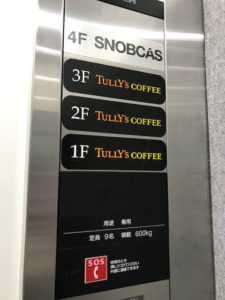 4F SNOBCAS
3F TULLY'S COFFEE
2F TULLY'S COFFEE
1F TULLY'S COFFEE
用途 乗用
定員 9名 積載 600kg
SOS